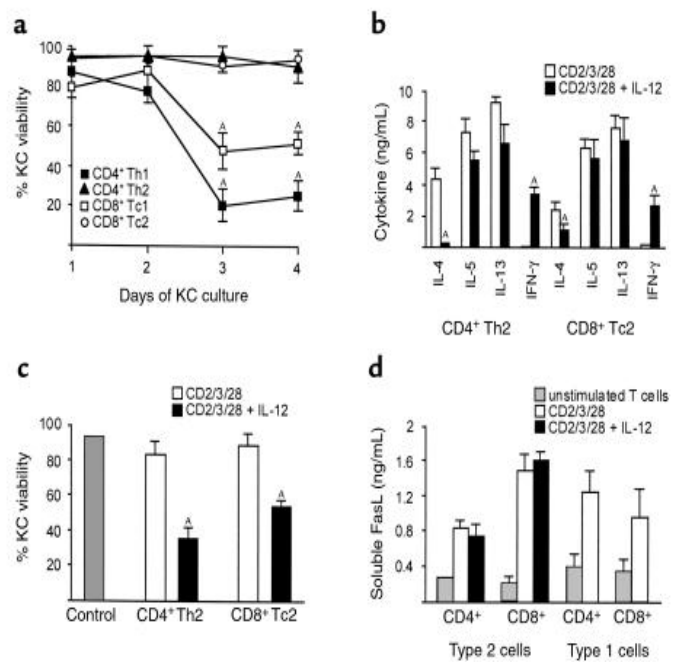 a
100
80
60
40
20
% KC viability
A
A
A
A
CD4+ Th1
CD4+ Th2
CD8+ Tc1
CD8+ Tc2
1 2 3 4
Days of KC culture
b
CD2/3/28
CD2/3/28 + IL-12
10
8
6
4
2
Cytokine (ng/mL)
A
A
A
A
IL-4 IL-5 IL-13 IFN-γ IL-4 IL-5 IL-13 IFN-γ
CD4+ Th2 CD8+ Tc2
c
CD2/3/28
CD2/3/28 + IL-12
100
80
60
40
20
% KC viability
A
A
Control CD4+ Th2 CD8+ Tc2
d
unstimulated T cells
CD2/3/28
CD2/3/28 + IL-12
2
1.6
1.2
0.8
0.4
Soluble FasL (ng/mL)
CD4+ CD8+ CD4+ CD8+
Type 2 cells Type 1 cells